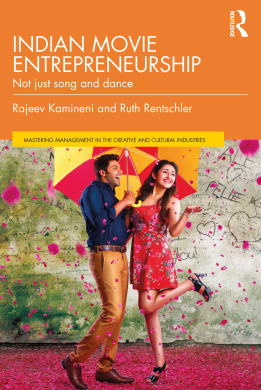 ROUTLEDGE
INDIAN MOVIE
ENTREPRENEURSHIP
Not just song and dance
Rajeev Kamineni and Ruth Rentschler
MASTERING MANAGEMENT IN THE CREATIVE AND CULTURAL INDUSTRIES
YOU